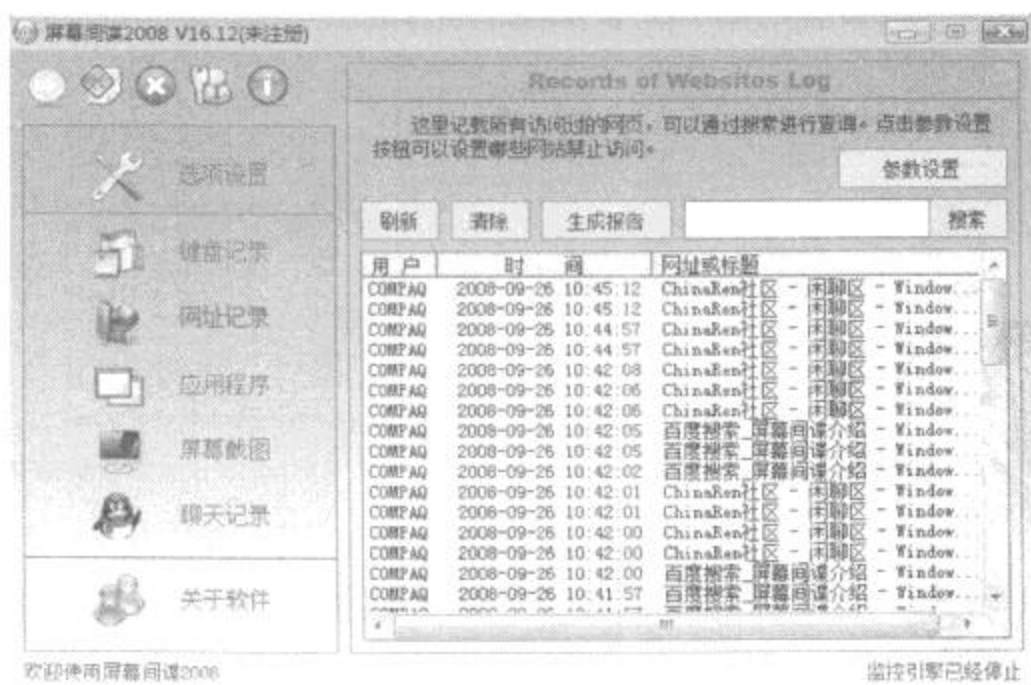 屏幕间谍2008 V16.12(未注册)
Records of Websites Log
这里记载所有访问过的网页，可以通过搜索进行查询。点击参数设置
按钮可以设置哪些网站禁止访问。
参数设置
选项设置
键盘记录
网址记录
应用程序
屏幕截图
聊天记录
关于软件
刷新 清除 生成报告 搜索
用 户 时 间 网址或标题
COMPAQ 2008-09-26 10:45:12 ChinaRen社区 - 闲聊区 - Window...
COMPAQ 2008-09-26 10:45:12 ChinaRen社区 - 闲聊区 - Window...
COMPAQ 2008-09-26 10:44:57 ChinaRen社区 - 闲聊区 - Window...
COMPAQ 2008-09-26 10:44:57 ChinaRen社区 - 闲聊区 - Window...
COMPAQ 2008-09-26 10:42:08 ChinaRen社区 - 闲聊区 - Window...
COMPAQ 2008-09-26 10:42:06 ChinaRen社区 - 闲聊区 - Window...
COMPAQ 2008-09-26 10:42:06 ChinaRen社区 - 闲聊区 - Window...
COMPAQ 2008-09-26 10:42:05 百度搜索_屏幕间谍介绍 - Window...
COMPAQ 2008-09-26 10:42:05 百度搜索_屏幕间谍介绍 - Window...
COMPAQ 2008-09-26 10:42:02 百度搜索_屏幕间谍介绍 - Window...
COMPAQ 2008-09-26 10:42:01 ChinaRen社区 - 闲聊区 - Window...
COMPAQ 2008-09-26 10:42:01 ChinaRen社区 - 闲聊区 - Window...
COMPAQ 2008-09-26 10:42:00 ChinaRen社区 - 闲聊区 - Window...
COMPAQ 2008-09-26 10:42:00 ChinaRen社区 - 闲聊区 - Window...
COMPAQ 2008-09-26 10:42:00 百度搜索_屏幕间谍介绍 - Window...
COMPAQ 2008-09-26 10:41:57 百度搜索_屏幕间谍介绍 - Window...
欢迎使用屏幕间谍2008
监控引擎已经停止